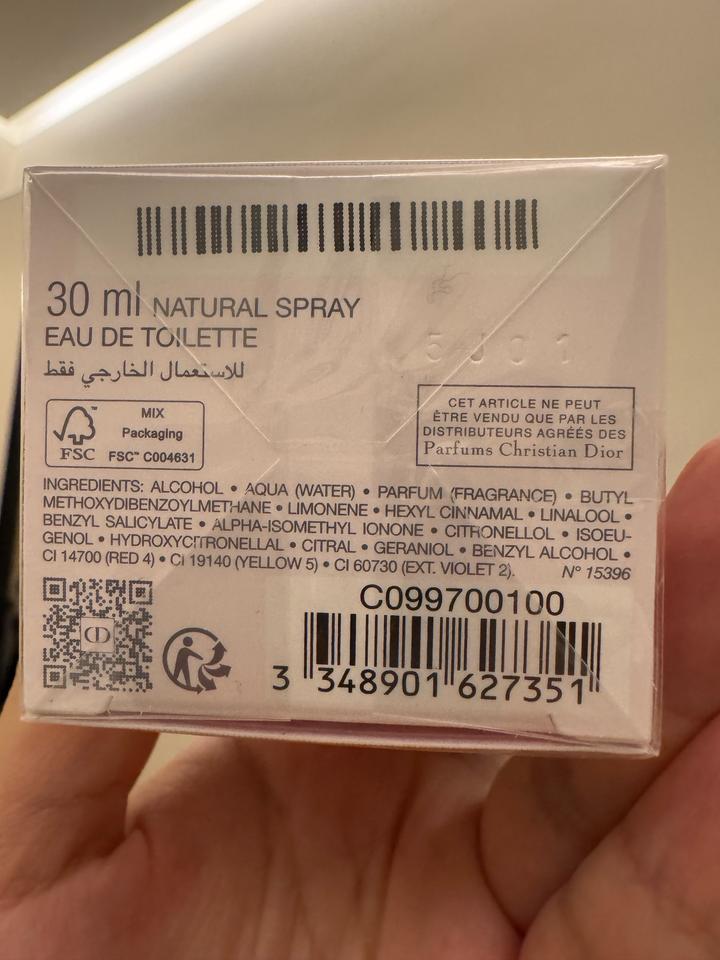 30 ml NATURAL SPRAY
EAU DE TOILETTE
للاستعمال الخارجي فقط
5J01
MIX
Packaging
FSC™ C004631
FSC
CET ARTICLE NE PEUT
ÊTRE VENDU QUE PAR LES
DISTRIBUTEURS AGRÉÉS DES
Parfums Christian Dior
INGREDIENTS: ALCOHOL • AQUA (WATER) • PARFUM (FRAGRANCE) • BUTYL
METHOXYDIBENZOYLMETHANE • LIMONENE • HEXYL CINNAMAL • LINALOOL •
BENZYL SALICYLATE • ALPHA-ISOMETHYL IONONE • CITRONELLOL • ISOEU-
GENOL • HYDROXYCITRONELLAL • CITRAL • GERANIOL • BENZYL ALCOHOL •
CI 14700 (RED 4) • CI 19140 (YELLOW 5) • CI 60730 (EXT. VIOLET 2). N° 15396
C099700100
3 348901 627351
CD